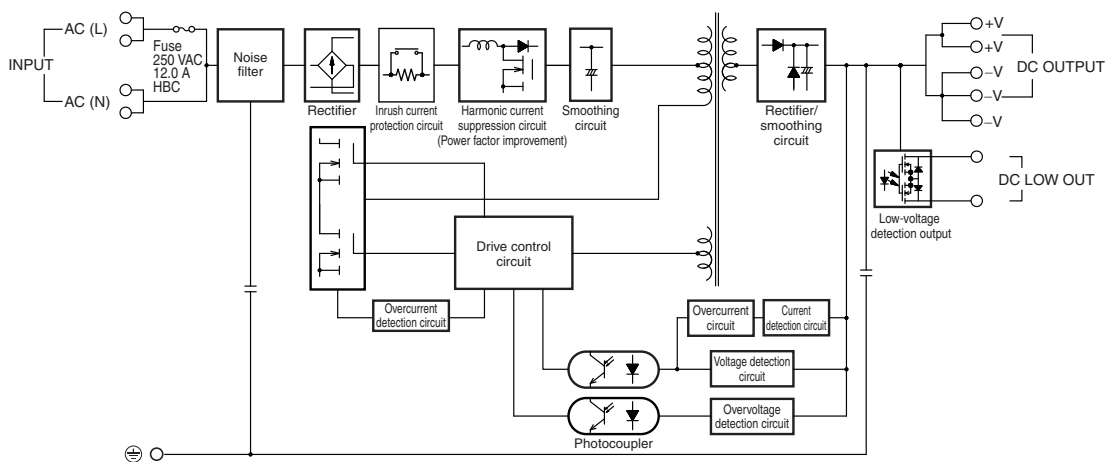 INPUT
AC (L)
AC (N)
Fuse
250 VAC
12.0 A
HBC
Noise
filter
Rectifier
Inrush current
protection circuit
Harmonic current
suppression circuit
(Power factor improvement)
Smoothing
circuit
Rectifier/
smoothing
circuit
+V
+V
−V
−V
−V
DC OUTPUT
DC LOW OUT
Low-voltage
detection output
Drive control
circuit
Overcurrent
detection circuit
Overcurrent
circuit
Current
detection circuit
Voltage detection
circuit
Overvoltage
detection circuit
Photocoupler